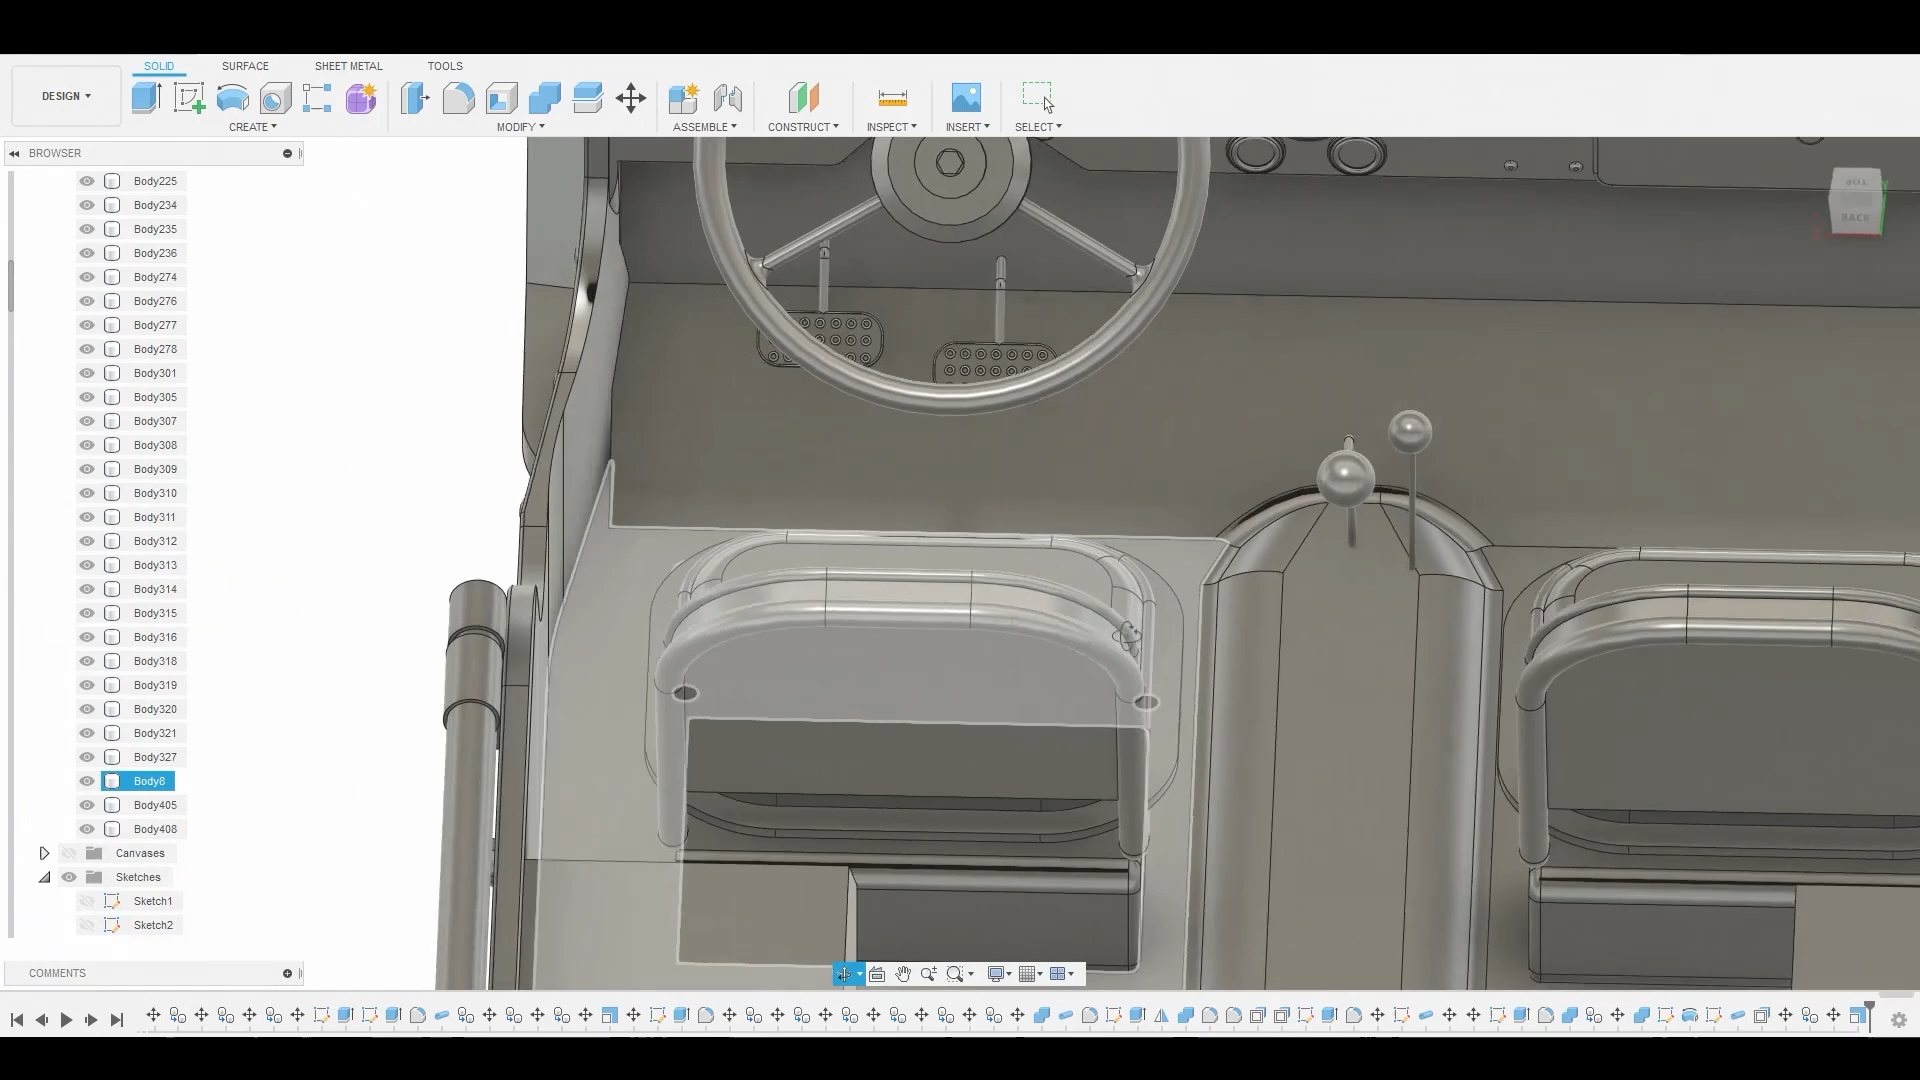 SOLID SURFACE SHEET METAL TOOLS
DESIGN
CREATE MODIFY ASSEMBLE CONSTRUCT INSPECT INSERT SELECT
BROWSER
Body225
Body234
Body235
Body236
Body274
Body276
Body277
Body278
Body301
Body305
Body307
Body308
Body309
Body310
Body311
Body312
Body313
Body314
Body315
Body316
Body318
Body319
Body320
Body321
Body327
Body8
Body405
Body408
Canvases
Sketches
Sketch1
Sketch2
COMMENTS
TOP
BACK